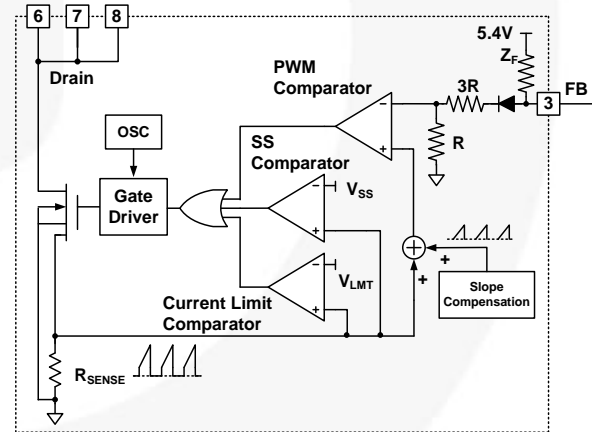 6 7 8
5.4V
Drain
Z_F
PWM
Comparator
3R
3
FB
OSC
SS
Comparator
R
Gate
Driver
V_SS
- 
+
-
+
-
+
+
+
+
V_LMT
Current Limit
Comparator
Slope
Compensation
R_SENSE